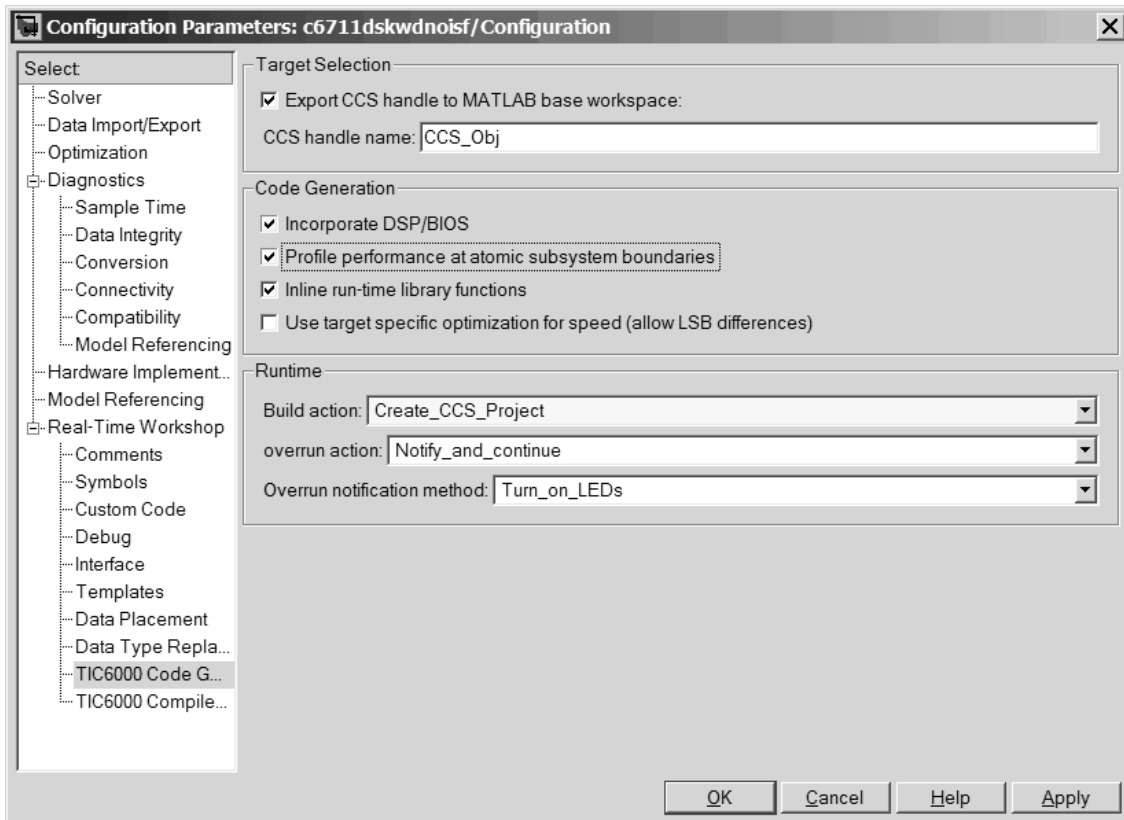 Configuration Parameters: c6711dskwdnoisf/Configuration
Select:
Solver
Data Import/Export
Optimization
Diagnostics
Sample Time
Data Integrity
Conversion
Connectivity
Compatibility
Model Referencing
Hardware Implement...
Model Referencing
Real-Time Workshop
Comments
Symbols
Custom Code
Debug
Interface
Templates
Data Placement
Data Type Repla...
TIC6000 Code G...
TIC6000 Compile...
Target Selection
Export CCS handle to MATLAB base workspace:
CCS handle name: CCS_Obj
Code Generation
Incorporate DSP/BIOS
Profile performance at atomic subsystem boundaries
Inline run-time library functions
Use target specific optimization for speed (allow LSB differences)
Runtime
Build action: Create_CCS_Project
overrun action: Notify_and_continue
Overrun notification method: Turn_on_LEDs
OK Cancel Help Apply